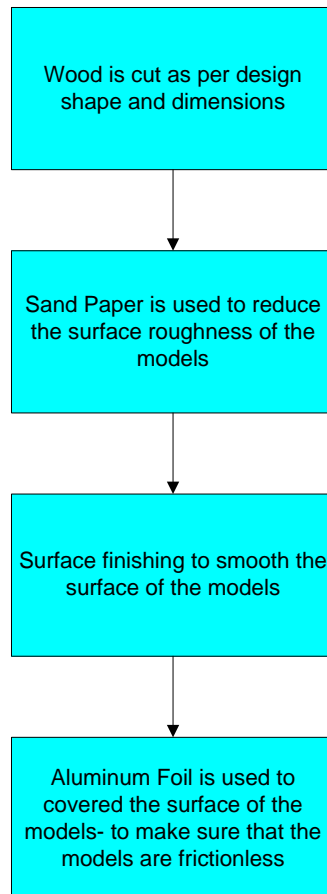 Wood is cut as per design
shape and dimensions
Sand Paper is used to reduce
the surface roughness of the
models
Surface finishing to smooth the
surface of the models
Aluminum Foil is used to
covered the surface of the
models- to make sure that the
models are frictionless